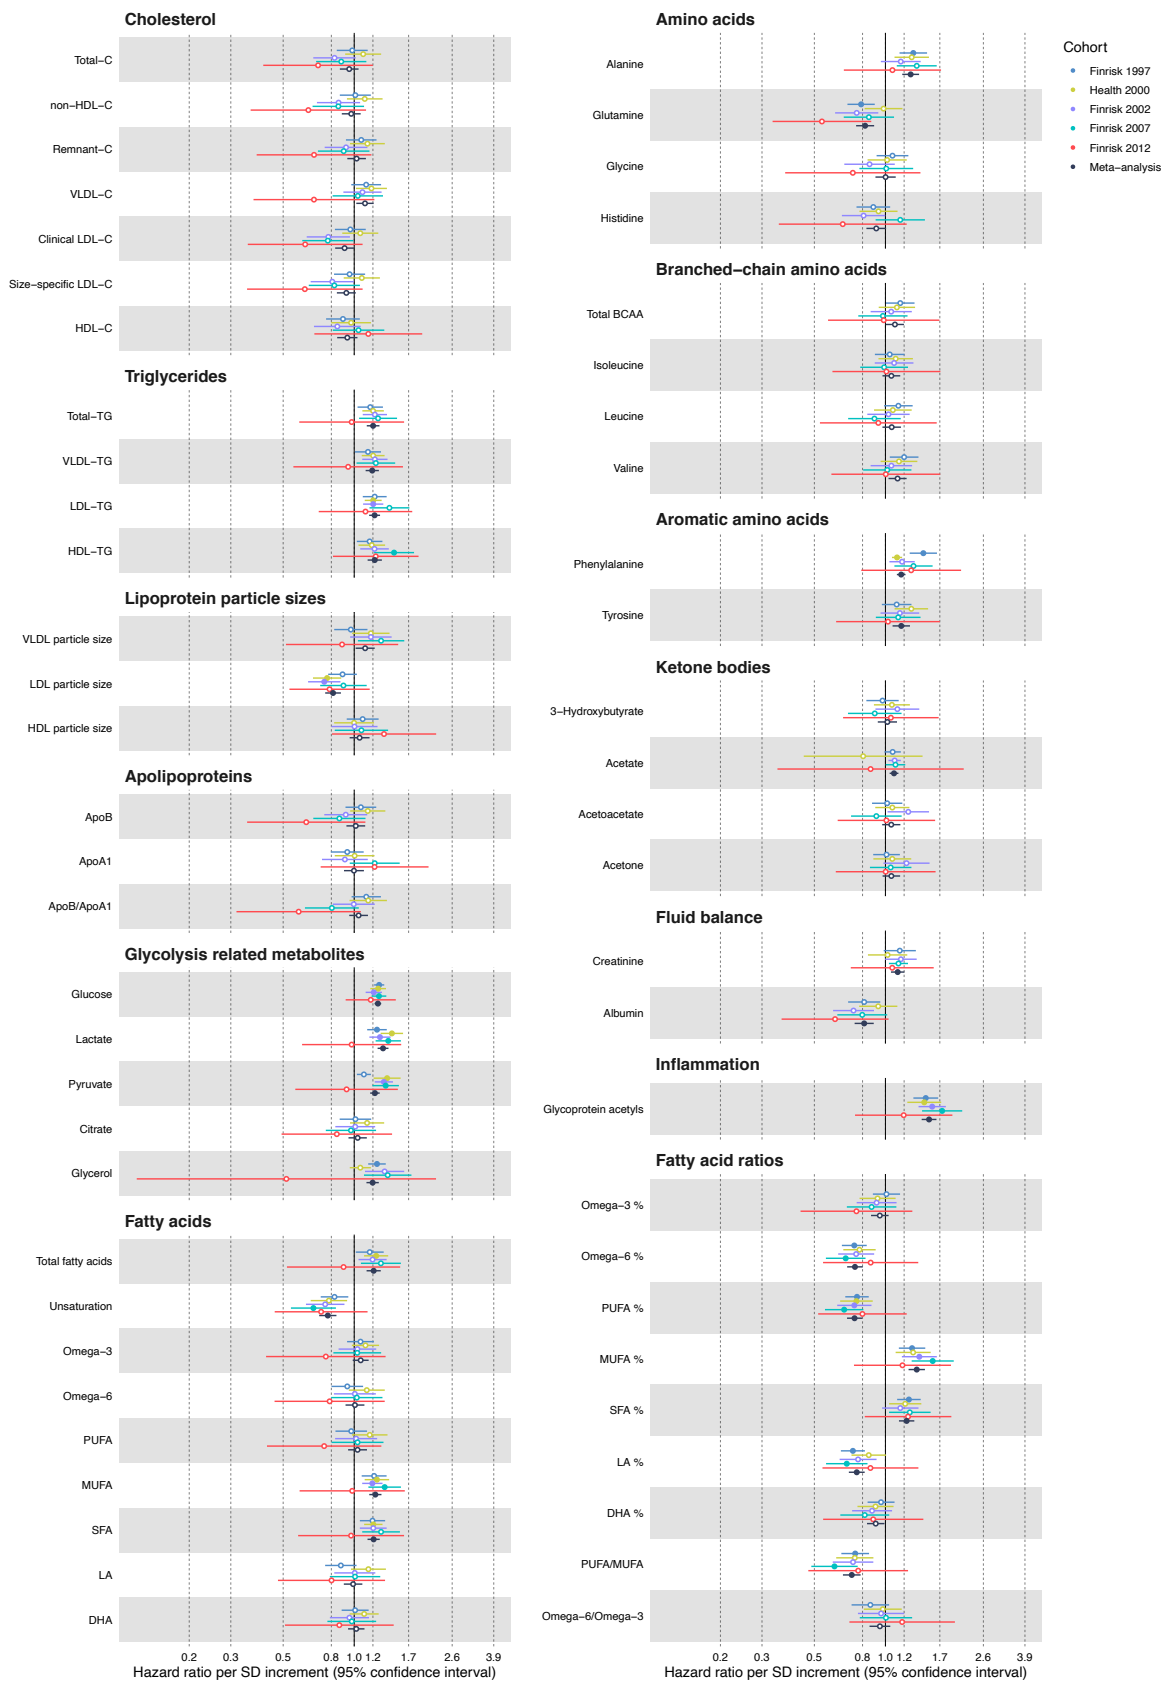 Cholesterol
Total−C
non−HDL−C
Remnant−C
VLDL−C
Clinical LDL−C
Size−specific LDL−C
HDL−C
Triglycerides
Total−TG
VLDL−TG
LDL−TG
HDL−TG
Lipoprotein particle sizes
VLDL particle size
LDL particle size
HDL particle size
Apolipoproteins
ApoB
ApoA1
ApoB/ApoA1
Glycolysis related metabolites
Glucose
Lactate
Pyruvate
Citrate
Glycerol
Fatty acids
Total fatty acids
Unsaturation
Omega−3
Omega−6
PUFA
MUFA
SFA
LA
DHA
0.2 0.3 0.5 0.8 1.0 1.2 1.7 2.6 3.9
Hazard ratio per SD increment (95% confidence interval)
Amino acids
Alanine
Glutamine
Glycine
Histidine
Branched−chain amino acids
Total BCAA
Isoleucine
Leucine
Valine
Aromatic amino acids
Phenylalanine
Tyrosine
Ketone bodies
3−Hydroxybutyrate
Acetate
Acetoacetate
Acetone
Fluid balance
Creatinine
Albumin
Inflammation
Glycoprotein acetyls
Fatty acid ratios
Omega−3 %
Omega−6 %
PUFA %
MUFA %
SFA %
LA %
DHA %
PUFA/MUFA
Omega−6/Omega−3
0.2 0.3 0.5 0.8 1.0 1.2 1.7 2.6 3.9
Hazard ratio per SD increment (95% confidence interval)
Cohort
Finrisk 1997
Health 2000
Finrisk 2002
Finrisk 2007
Finrisk 2012
Meta−analysis